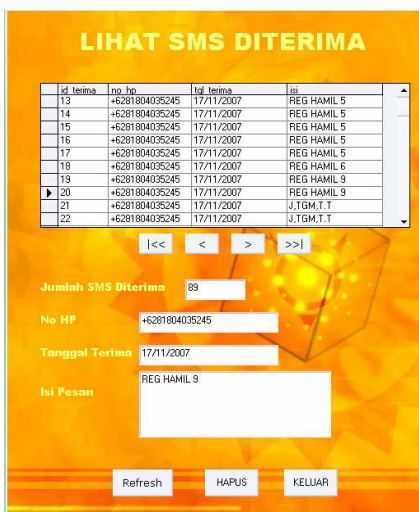 LIHAT SMS DITERIMA
id_terima no_hp tgl_terima isi
13 +6281804035245 17/11/2007 REG HAMIL 5
14 +6281804035245 17/11/2007 REG HAMIL 5
15 +6281804035245 17/11/2007 REG HAMIL 5
16 +6281804035245 17/11/2007 REG HAMIL 5
17 +6281804035245 17/11/2007 REG HAMIL 5
18 +6281804035245 17/11/2007 REG HAMIL 6
19 +6281804035245 17/11/2007 REG HAMIL 9
20 +6281804035245 17/11/2007 REG HAMIL 9
21 +6281804035245 17/11/2007 J,TGM,T.T
22 +6281804035245 17/11/2007 J,TGM,T.T
|<< < > >>|
Jumlah SMS Diterima 89
No HP +6281804035245
Tanggal Terima 17/11/2007
Isi Pesan REG HAMIL 9
Refresh HAPUS KELUAR